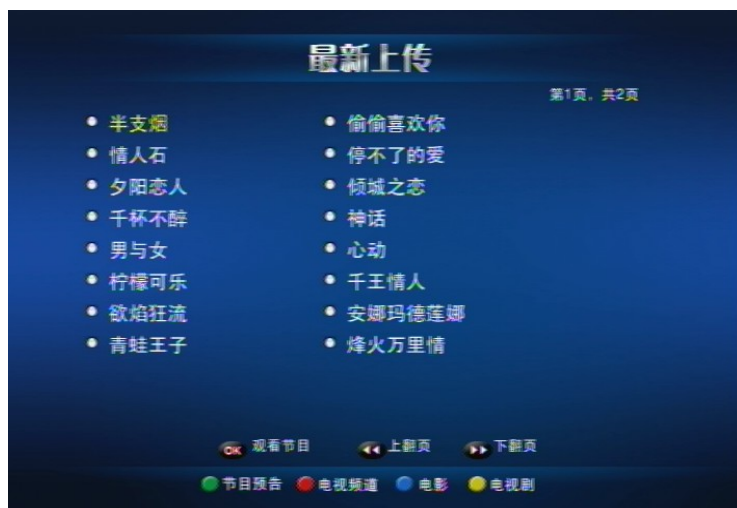 最新上传
第1页，共2页
半支烟
偷偷喜欢你
情人石
停不了的爱
夕阳恋人
倾城之恋
千杯不醉
神话
男与女
心动
柠檬可乐
千王情人
欲焰狂流
安娜玛德莲娜
青蛙王子
烽火万里情
OK 观看节目 上翻页 下翻页
节目预告 电视频道 电影 电视剧